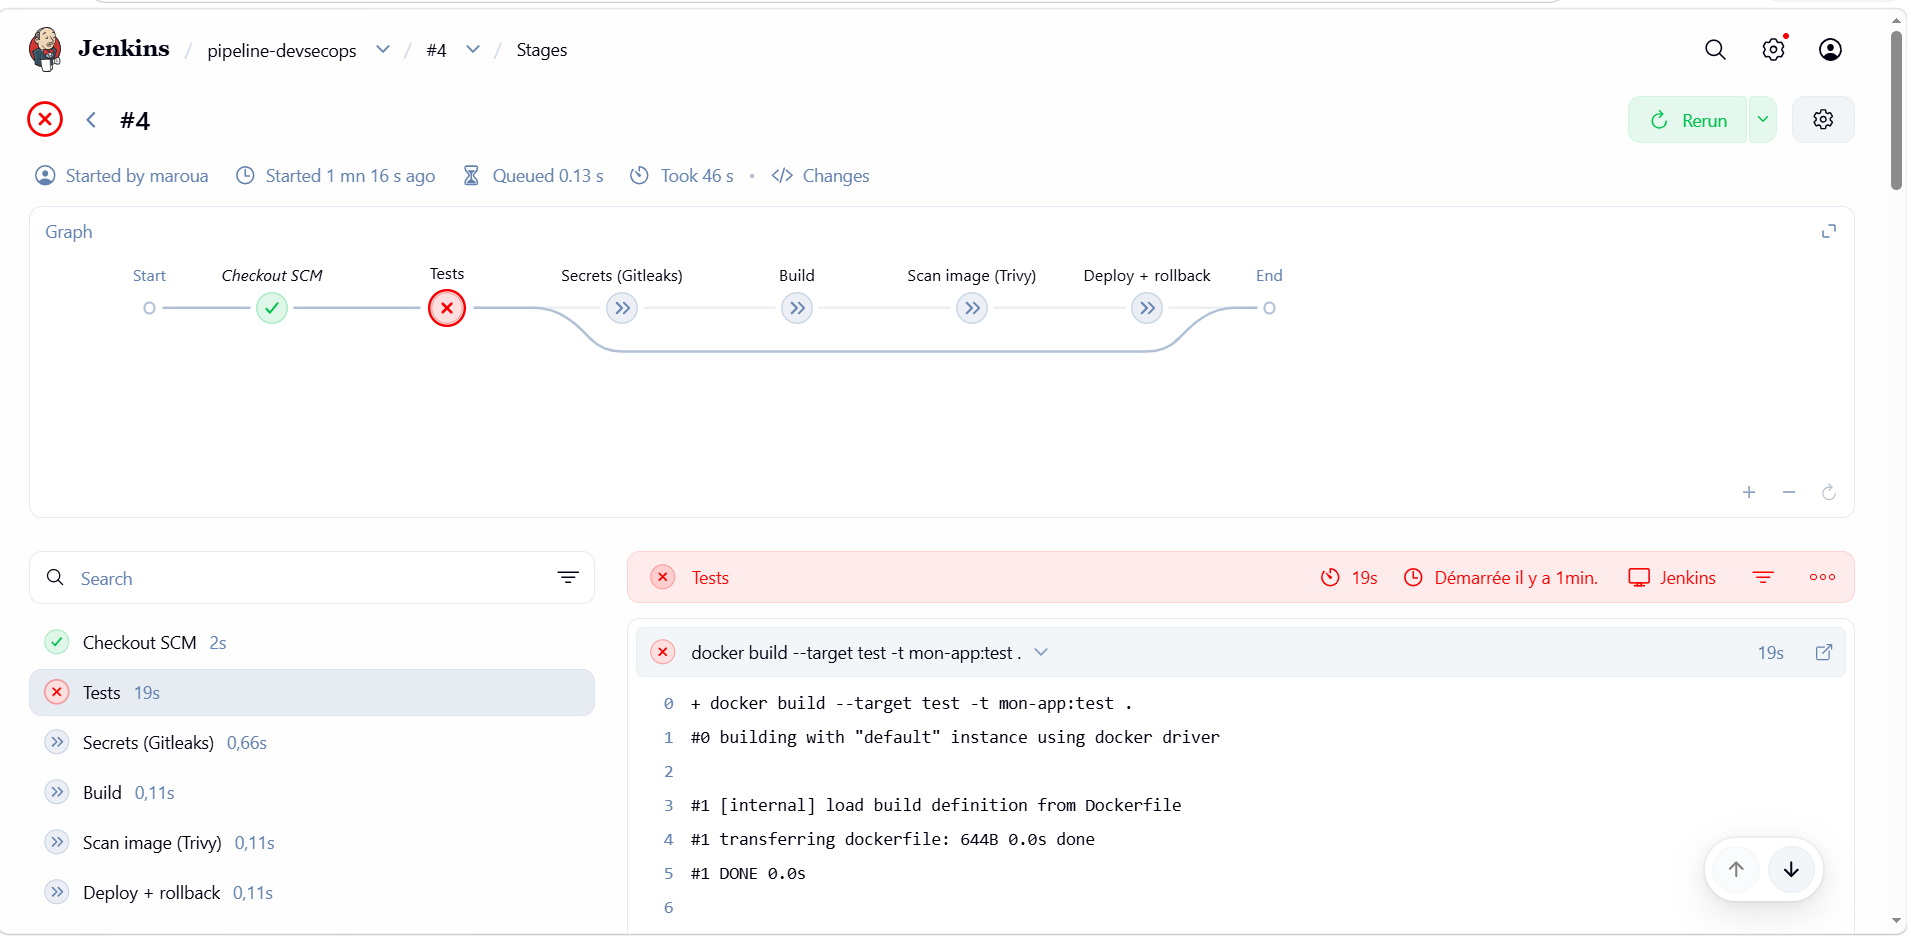 Jenkins / pipeline-devsecops / #4 / Stages
#4
Rerun
Started by maroua Started 1 mn 16 s ago Queued 0.13 s Took 46 s • </> Changes
Graph
Start Checkout SCM Tests Secrets (Gitleaks) Build Scan image (Trivy) Deploy + rollback End
Search
Checkout SCM 2s
Tests 19s
Secrets (Gitleaks) 0,66s
Build 0,11s
Scan image (Trivy) 0,11s
Deploy + rollback 0,11s
Tests 19s Démarrée il y a 1min. Jenkins
docker build --target test -t mon-app:test . 19s
0 + docker build --target test -t mon-app:test .
1 #0 building with "default" instance using docker driver
2
3 #1 [internal] load build definition from Dockerfile
4 #1 transferring dockerfile: 644B 0.0s done
5 #1 DONE 0.0s
6